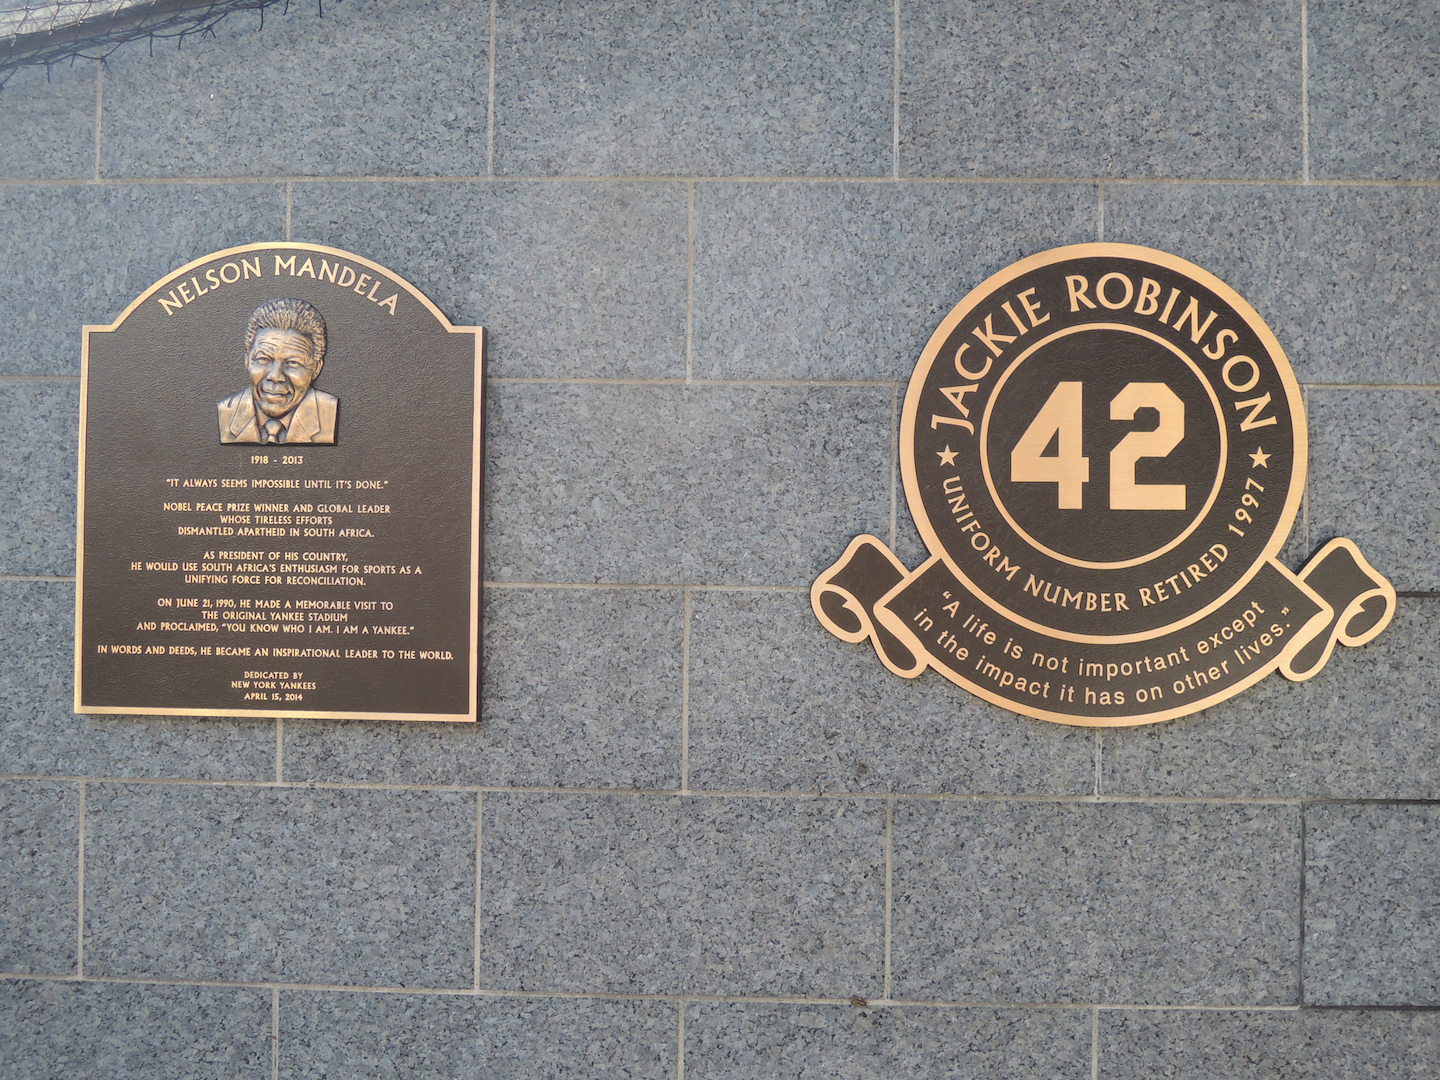 NELSON MANDELA
1918 - 2013
"IT ALWAYS SEEMS IMPOSSIBLE UNTIL IT'S DONE."
NOBEL PEACE PRIZE WINNER AND GLOBAL LEADER
WHOSE TIRELESS EFFORTS
DISMANTLED APARTHEID IN SOUTH AFRICA.
AS PRESIDENT OF HIS COUNTRY,
HE WOULD USE SOUTH AFRICA'S ENTHUSIASM FOR SPORTS AS A
UNIFYING FORCE FOR RECONCILIATION.
ON JUNE 21, 1990, HE MADE A MEMORABLE VISIT TO
THE ORIGINAL YANKEE STADIUM
AND PROCLAIMED, "YOU KNOW WHO I AM. I AM A YANKEE."
IN WORDS AND DEEDS, HE BECAME AN INSPIRATIONAL LEADER TO THE WORLD.
DEDICATED BY
NEW YORK YANKEES
APRIL 15, 2014
JACKIE ROBINSON
42
★ UNIFORM NUMBER RETIRED 1997 ★
"A life is not important except
in the impact it has on other lives."